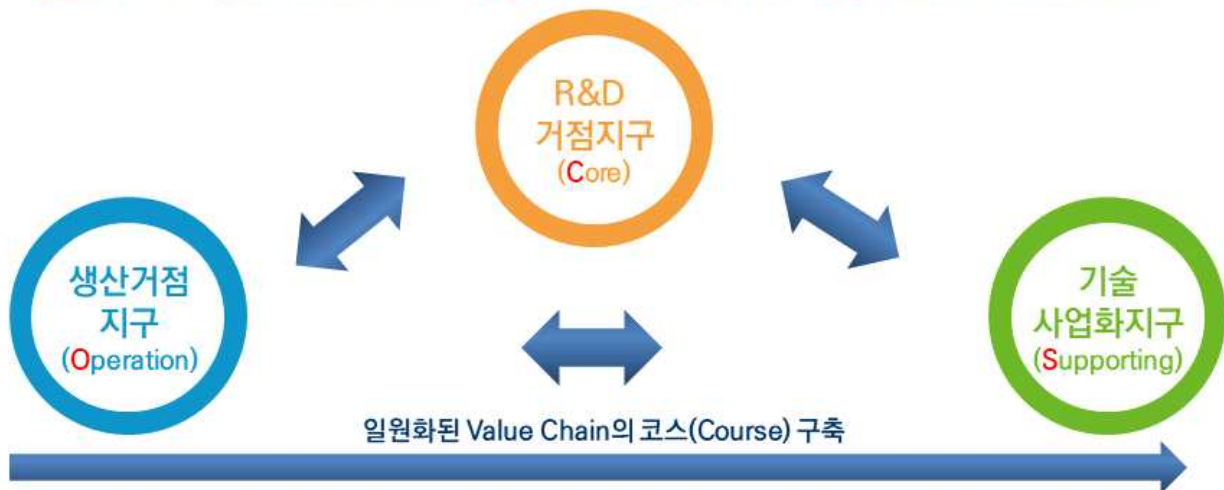 R&D
거점지구
(Core)
생산거점
지구
(Operation)
기술
사업화지구
(Supporting)
일원화된 Value Chain의 코스(Course) 구축